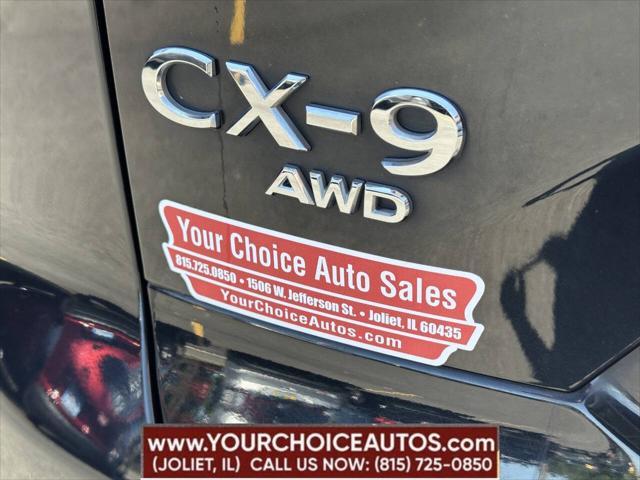 CX-9
AWD
Your Choice Auto Sales
815.725.0850 • 1506 W. Jefferson St. • Joliet, IL 60435
YourChoiceAutos.com
www.YOURCHOICEAUTOS.com
(JOLIET, IL) CALL US NOW: (815) 725-0850